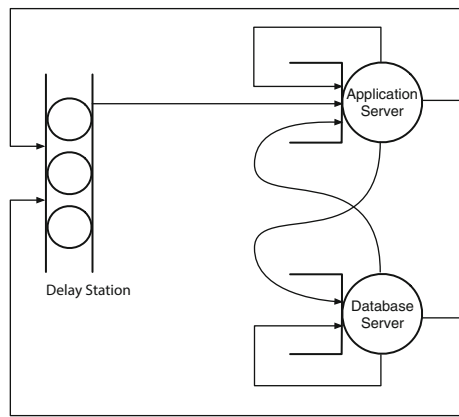 Application
Server
Delay Station
Database
Server